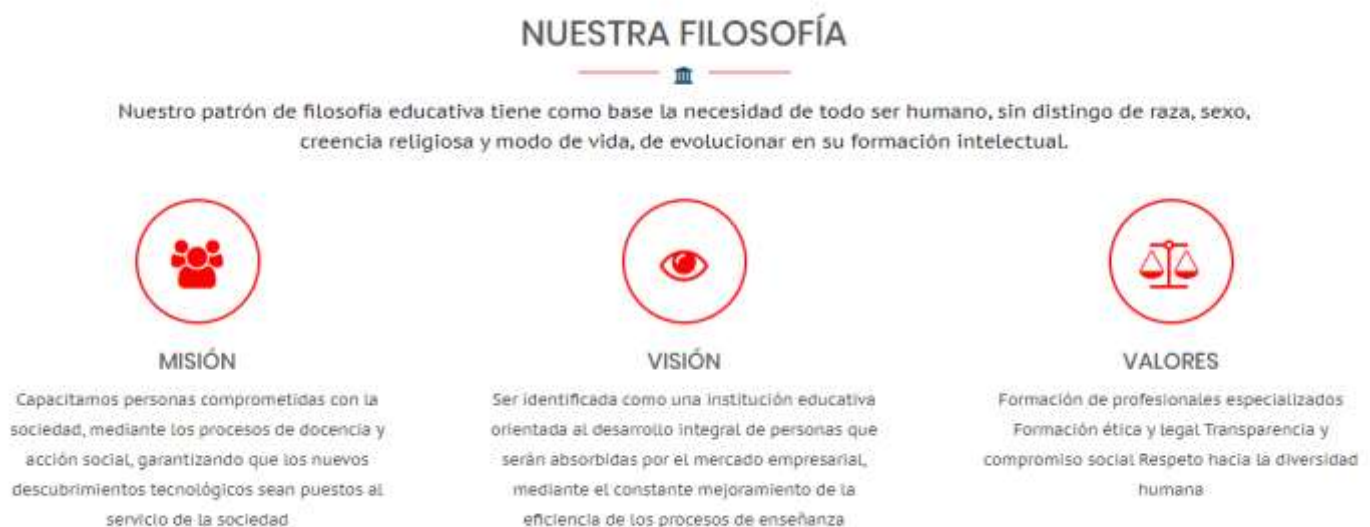 NUESTRA FILOSOFÍA
Nuestro patrón de filosofía educativa tiene como base la necesidad de todo ser humano, sin distingo de raza, sexo,
creencia religiosa y modo de vida, de evolucionar en su formación intelectual.
MISIÓN
Capacitamos personas comprometidas con la
sociedad, mediante los procesos de docencia y
acción social, garantizando que los nuevos
descubrimientos tecnológicos sean puestos al
servicio de la sociedad
VISIÓN
Ser identificada como una institución educativa
orientada al desarrollo integral de personas que
serán absorbidas por el mercado empresarial,
mediante el constante mejoramiento de la
eficiencia de los procesos de enseñanza
VALORES
Formación de profesionales especializados
Formación ética y legal Transparencia y
compromiso social Respeto hacia la diversidad
humana